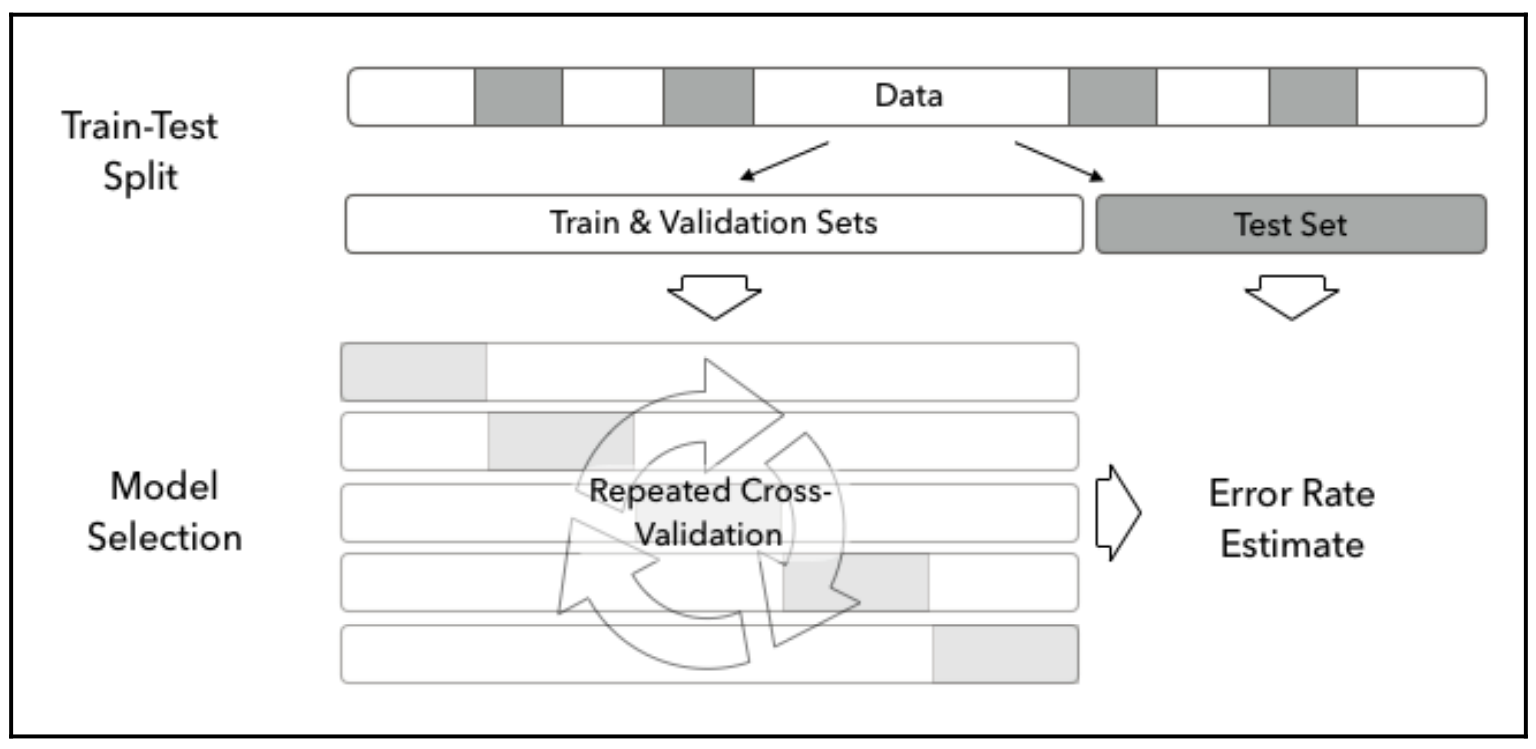 Data
Train-Test
Split
Train & Validation Sets
Test Set
Model
Selection
Repeated Cross-
Validation
Error Rate
Estimate